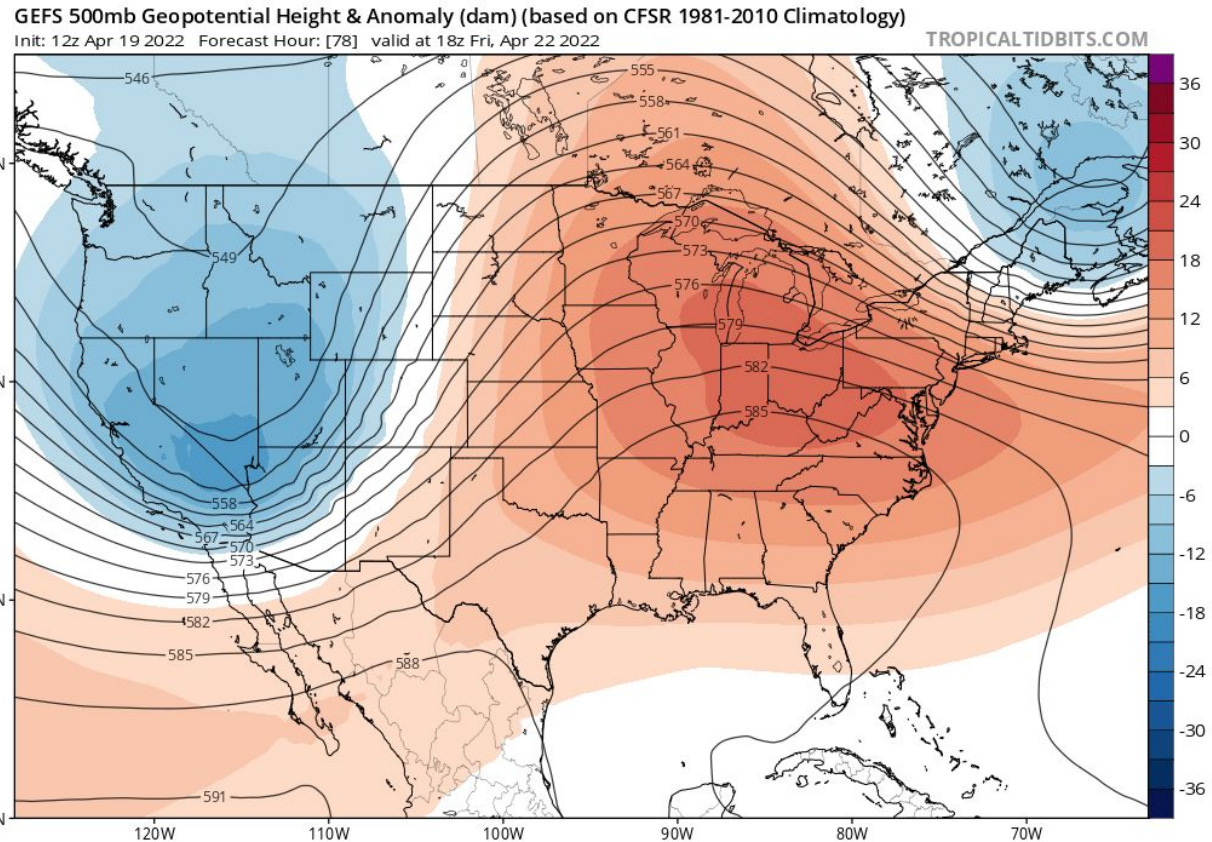 GEFS 500mb Geopotential Height & Anomaly (dam) (based on CFSR 1981-2010 Climatology)
Init: 12z Apr 19 2022 Forecast Hour: [78] valid at 18z Fri, Apr 22 2022
TROPICALTIDBITS.COM
546
555
558
561
564
567
570
573
576
579
582
585
549
558
564
567
570
573
576
579
582
585
588
591
36
30
24
18
12
6
0
-6
-12
-18
-24
-30
-36
N
N
N
N
120W
110W
100W
90W
80W
70W